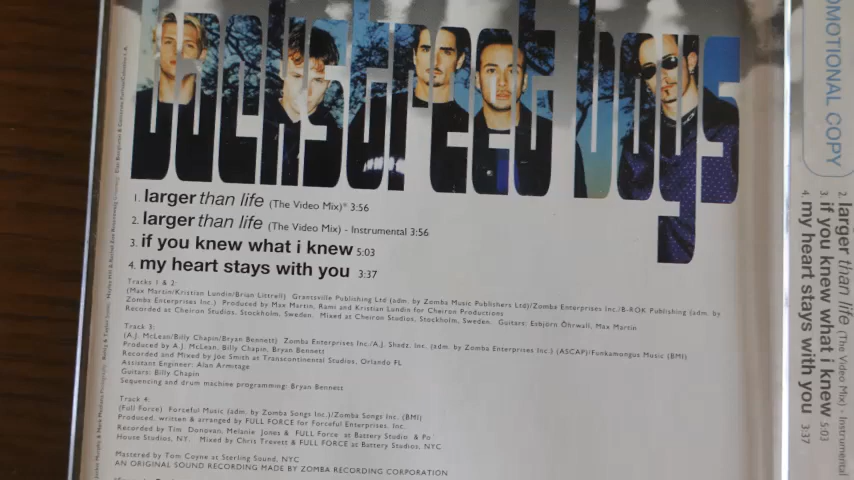 backstreet boys
1. larger than life (The Video Mix)* 3:56
2. larger than life (The Video Mix) - Instrumental 3:56
3. if you knew what i knew 5:03
4. my heart stays with you 3:37
Tracks 1 & 2:
(Max Martin/Kristian Lundin/Brian Littrell) Grantsville Publishing Ltd (adm. by Zomba Music Publishers Ltd)/Zomba Enterprises Inc./B-ROK Publishing (adm. by
Zomba Enterprises Inc.) Produced by Max Martin, Rami and Kristian Lundin for Cheiron Productions
Recorded at Cheiron Studios, Stockholm, Sweden. Mixed at Cheiron Studios, Stockholm, Sweden. Guitars: Esbjörn Öhrwall, Max Martin
Track 3:
(A.J. McLean/Billy Chapin/Bryan Bennett) Zomba Enterprises Inc./A.J. Shadz, Inc. (adm. by Zomba Enterprises Inc.) (ASCAP)/Funkamongus Music (BMI)
Produced by A.J. McLean, Billy Chapin, Bryan Bennett
Recorded and Mixed by Joe Smith at Transcontinental Studios, Orlando FL
Assistant Engineer: Alan Armitage
Guitars: Billy Chapin
Sequencing and drum machine programming: Bryan Bennett
Track 4:
(Full Force) Forceful Music (adm. by Zomba Songs Inc.)/Zomba Songs Inc. (BMI)
Produced, written & arranged by FULL FORCE for Forceful Enterprises, Inc.
Recorded by Tim Donovan, Melanie Jones & FULL Force at Battery Studio & Po
House Studios, NY. Mixed by Chris Trevett & FULL FORCE at Battery Studios, NYC
Mastered by Tom Coyne at Sterling Sound, NYC
AN ORIGINAL SOUND RECORDING MADE BY ZOMBA RECORDING CORPORATION
OMOTIONAL COPY
2. larger than life (The Video Mix) - Instrumental
3. if you knew what i knew 5:03
4. my heart stays with you 3:37